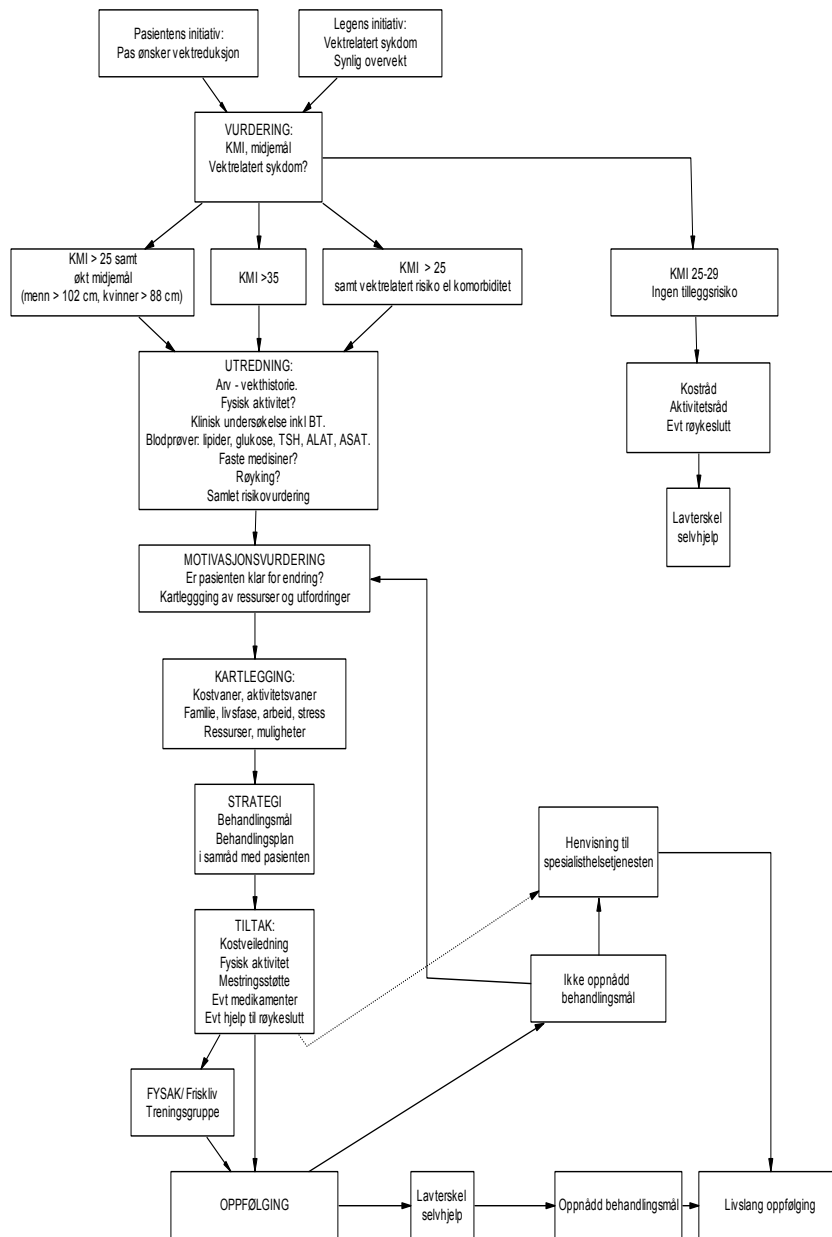 Pasientens initiativ:
Pas ønsker vektreduksjon
Legens initiativ:
Vektrelatert sykdom
Synlig overvekt
VURDERING:
KMI, midjemål
Vektrelatert sykdom?
KMI > 25 samt
økt midjemål
(menn > 102 cm, kvinner > 88 cm)
KMI >35
KMI > 25
samt vektrelatert risiko el komorbiditet
KMI 25-29
Ingen tilleggsrisiko
UTREDNING:
Arv - vekthistorie.
Fysisk aktivitet?
Klinisk undersøkelse inkl BT.
Blodprøver: lipider, glukose, TSH, ALAT, ASAT.
Faste medisiner?
Røyking?
Samlet risikovurdering
Kostråd
Aktivitetsråd
Evt røykeslutt
Lavterskel
selvhjelp
MOTIVASJONSVURDERING
Er pasienten klar for endring?
Kartleggging av ressurser og utfordringer
KARTLEGGING:
Kostvaner, aktivitetsvaner
Familie, livsfase, arbeid, stress
Ressurser, muligheter
STRATEGI
Behandlingsmål
Behandlingsplan
i samråd med pasienten
Henvisning til
spesialisthelsetjenesten
TILTAK:
Kostveiledning
Fysisk aktivitet
Mestringsstøtte
Evt medikamenter
Evt hjelp til røykeslutt
Ikke oppnådd
behandlingsmål
FYSAK/ Friskliv
Treningsgruppe
OPPFØLGING
Lavterskel
selvhjelp
Oppnådd behandlingsmål
Livslang oppfølging